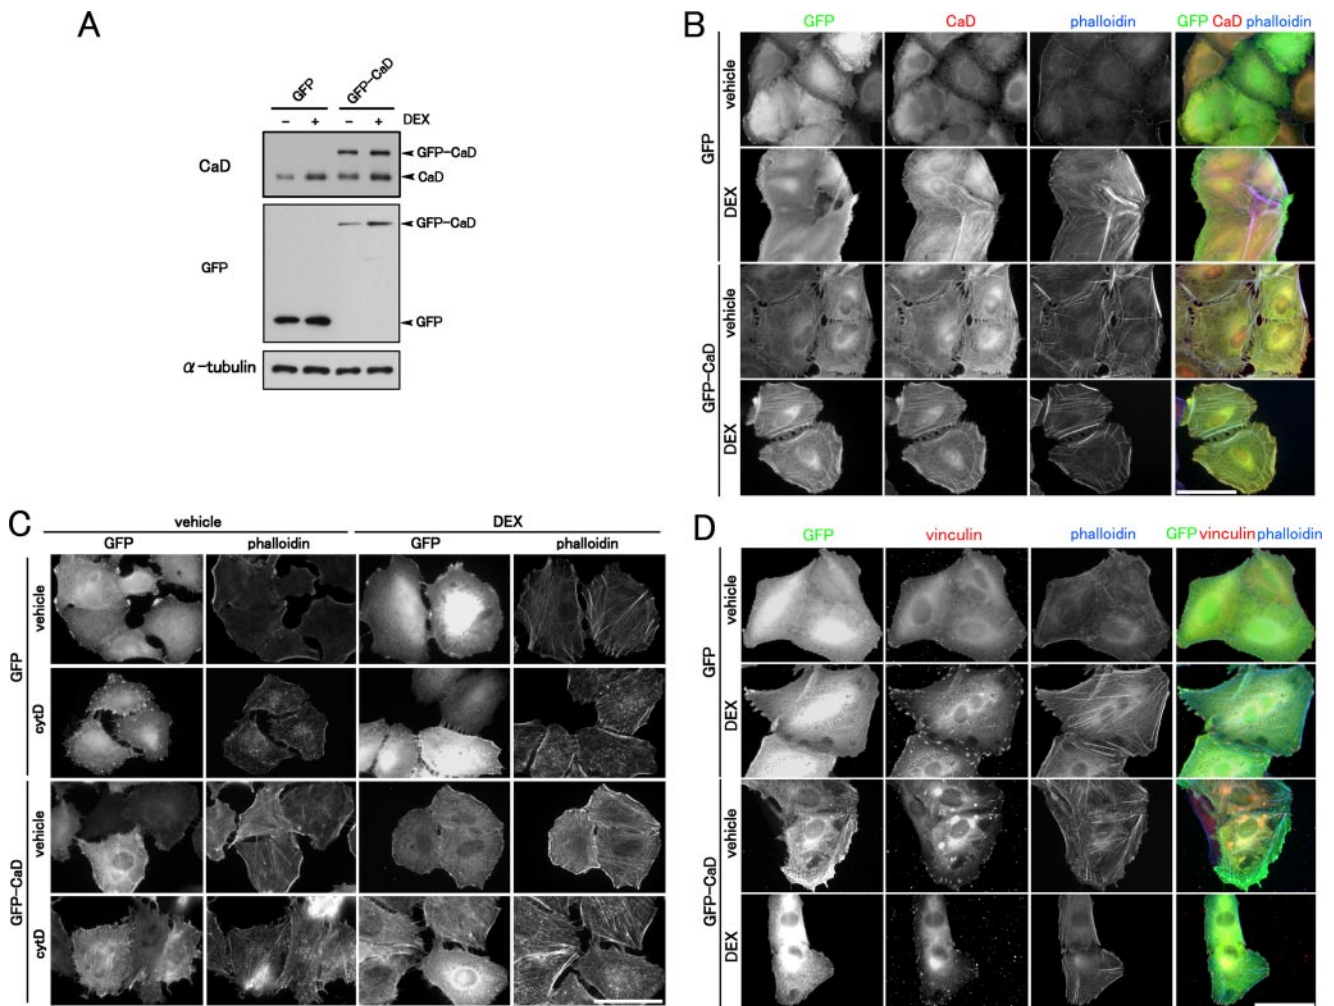 A
GFP
GFP-CaD
− + − + DEX
CaD
GFP-CaD
CaD
GFP
GFP-CaD
GFP
α-tubulin
B
GFP CaD phalloidin GFP CaD phalloidin
GFP
vehicle
DEX
GFP-CaD
vehicle
DEX
C
vehicle DEX
GFP phalloidin GFP phalloidin
GFP
vehicle
cytD
GFP-CaD
vehicle
cytD
D
GFP vinculin phalloidin GFP vinculin phalloidin
GFP
vehicle
DEX
GFP-CaD
vehicle
DEX